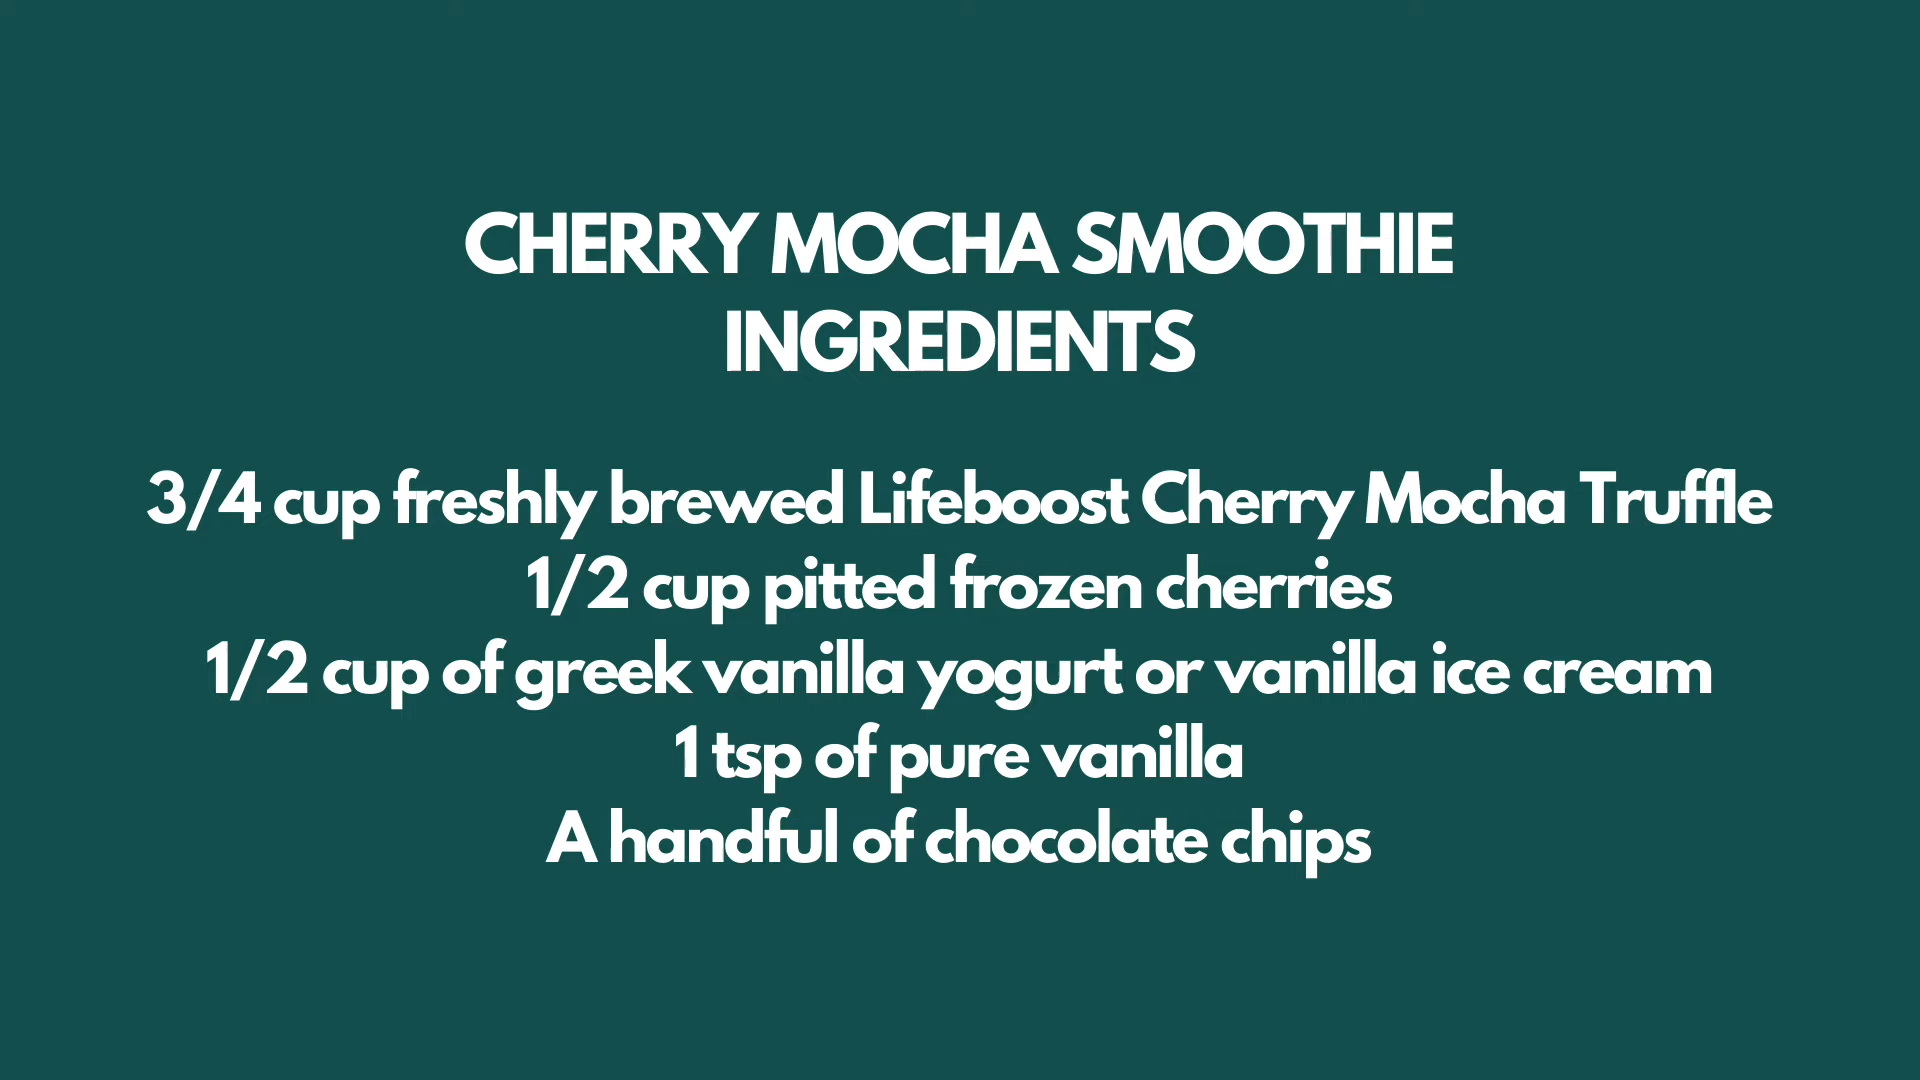 CHERRY MOCHA SMOOTHIE
INGREDIENTS
3/4 cup freshly brewed Lifeboost Cherry Mocha Truffle
1/2 cup pitted frozen cherries
1/2 cup of greek vanilla yogurt or vanilla ice cream
1 tsp of pure vanilla
A handful of chocolate chips